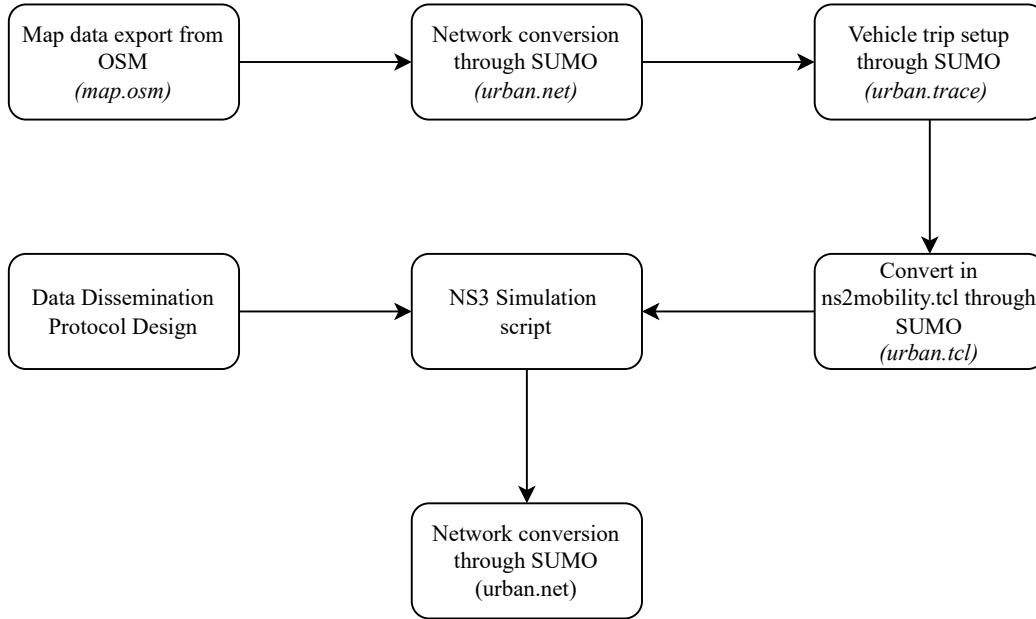 Map data export from
OSM
(map.osm)
Network conversion
through SUMO
(urban.net)
Vehicle trip setup
through SUMO
(urban.trace)
Data Dissemination
Protocol Design
NS3 Simulation
script
Convert in
ns2mobility.tcl through
SUMO
(urban.tcl)
Network conversion
through SUMO
(urban.net)